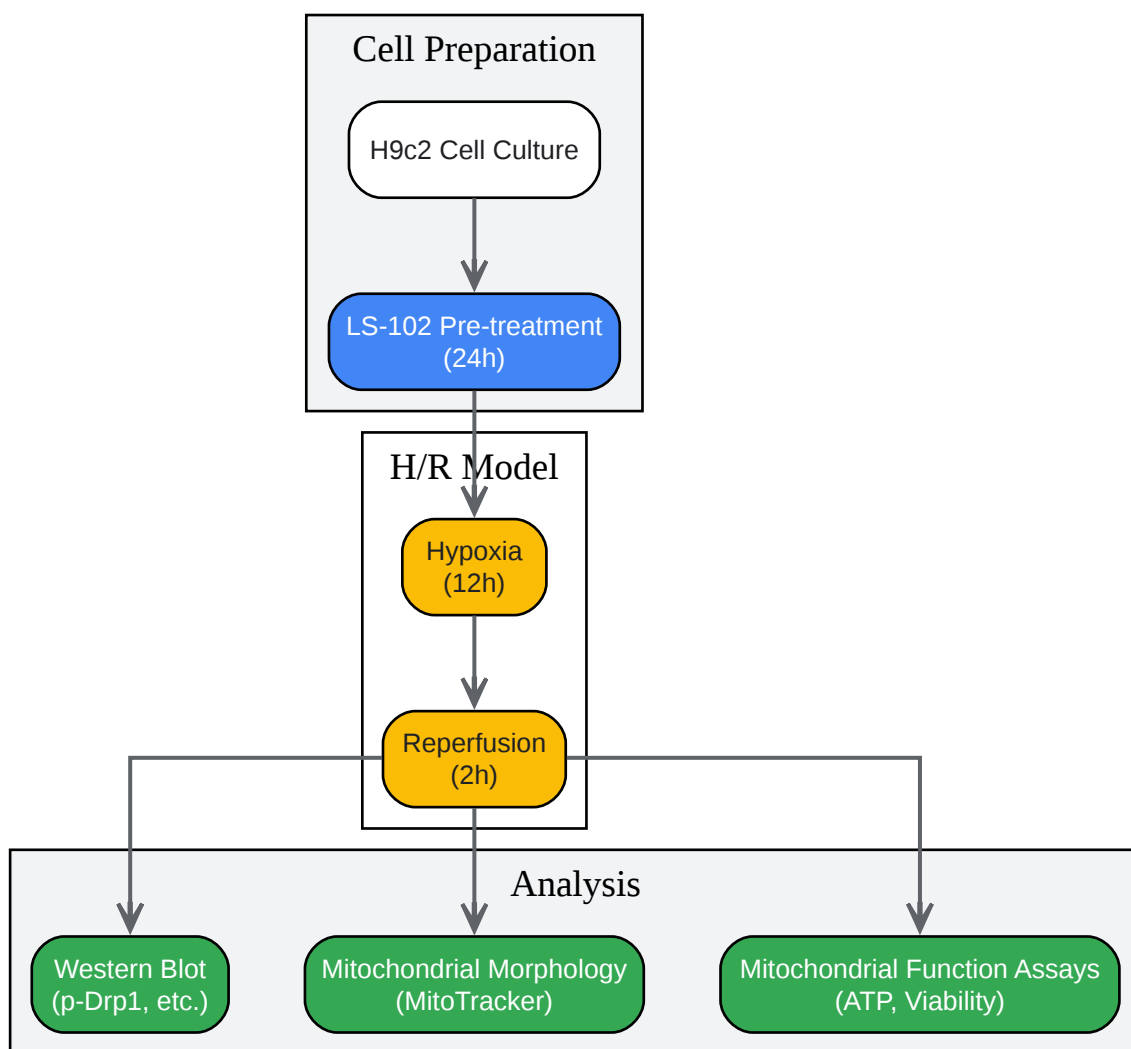 Cell Preparation
H9c2 Cell Culture
LS-102 Pre-treatment
(24h)
H/R Model
Hypoxia
(12h)
Reperfusion
(2h)
Analysis
Western Blot
(p-Drp1, etc.)
Mitochondrial Morphology
(MitoTracker)
Mitochondrial Function Assays
(ATP, Viability)